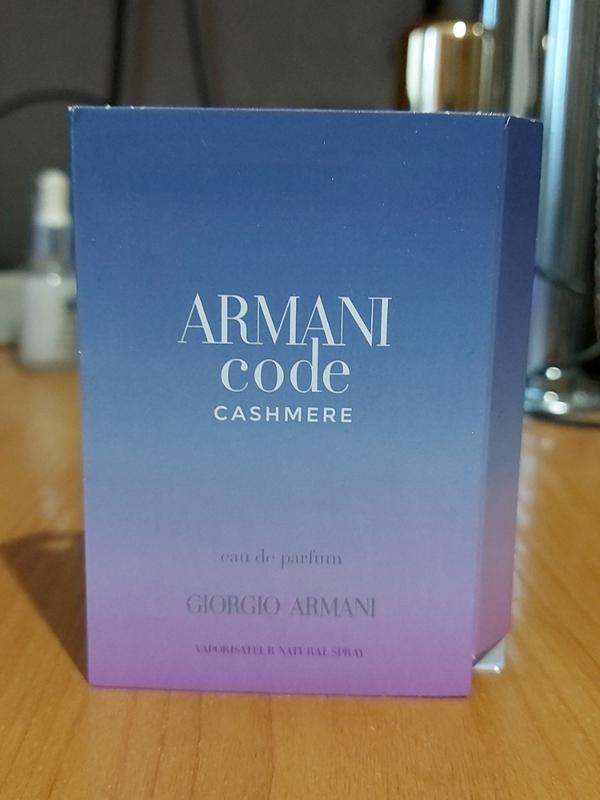 ARMANI
code
CASHMERE
eau de parfum
GIORGIO ARMANI
VAPORISATEUR NATURAL SPRAY